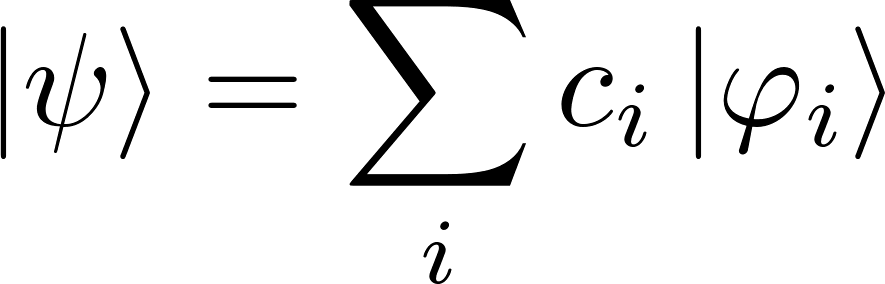 |ψ⟩ = ∑_i c_i |φ_i⟩